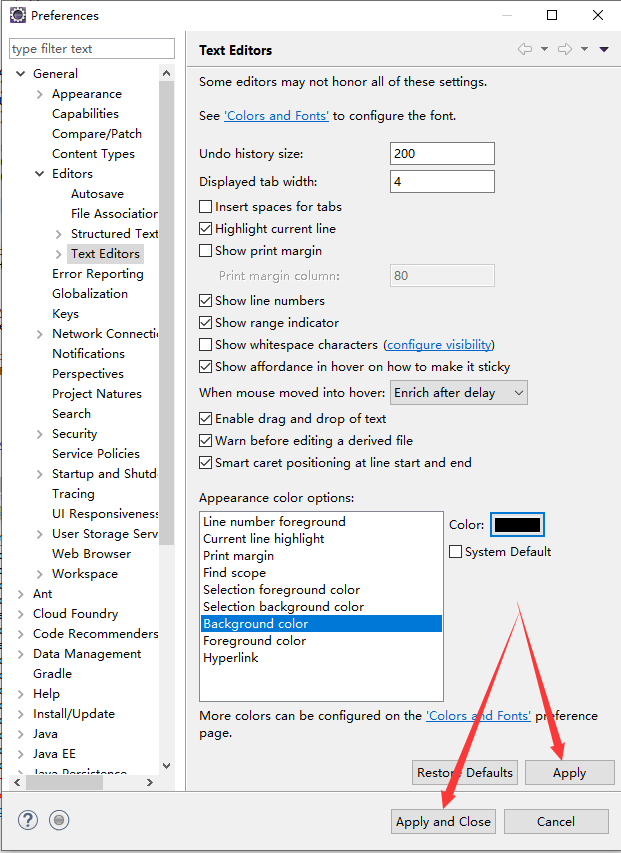 Preferences
type filter text
General
Appearance
Capabilities
Compare/Patch
Content Types
Editors
Autosave
File Association
Structured Text
Text Editors
Error Reporting
Globalization
Keys
Network Connecti
Notifications
Perspectives
Project Natures
Search
Security
Service Policies
Startup and Shutd
Tracing
UI Responsiveness
User Storage Serv
Web Browser
Workspace
Ant
Cloud Foundry
Code Recommenders
Data Management
Gradle
Help
Install/Update
Java
Java EE
Java Persistence
Text Editors
Some editors may not honor all of these settings.
See 'Colors and Fonts' to configure the font.
Undo history size: 200
Displayed tab width: 4
Insert spaces for tabs
Highlight current line
Show print margin
Print margin column: 80
Show line numbers
Show range indicator
Show whitespace characters (configure visibility)
Show affordance in hover on how to make it sticky
When mouse moved into hover: Enrich after delay
Enable drag and drop of text
Warn before editing a derived file
Smart caret positioning at line start and end
Appearance color options:
Line number foreground
Current line highlight
Print margin
Find scope
Selection foreground color
Selection background color
Background color
Foreground color
Hyperlink
Color:
System Default
More colors can be configured on the 'Colors and Fonts' preference
page.
Restore Defaults
Apply
?
Apply and Close
Cancel